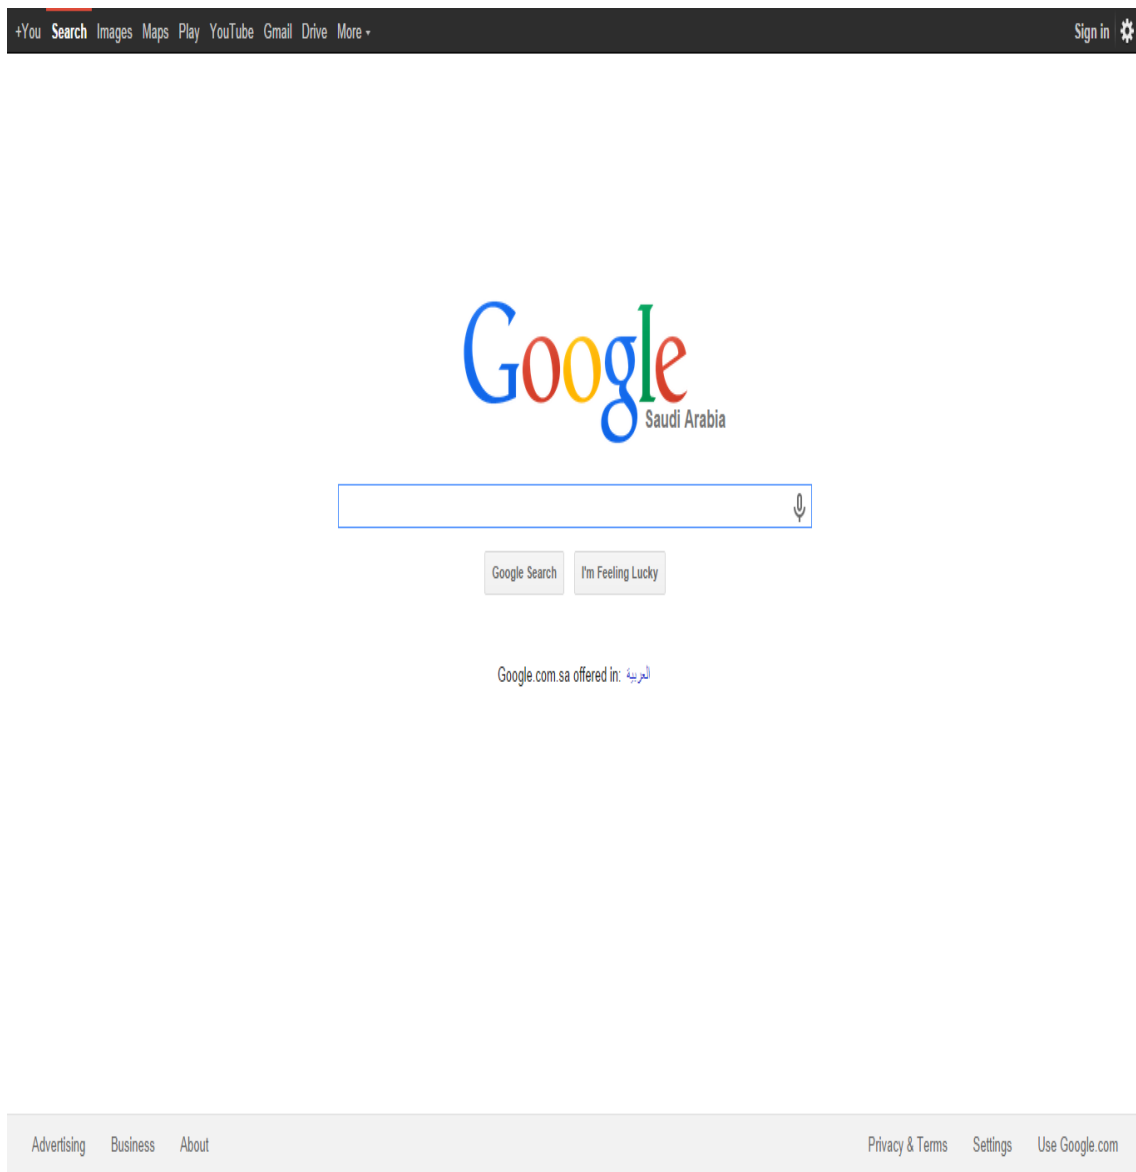 +You Search Images Maps Play YouTube Gmail Drive More Sign in
Google
Saudi Arabia
Google Search I'm Feeling Lucky
Google.com.sa offered in: العربية
Advertising Business About Privacy & Terms Settings Use Google.com